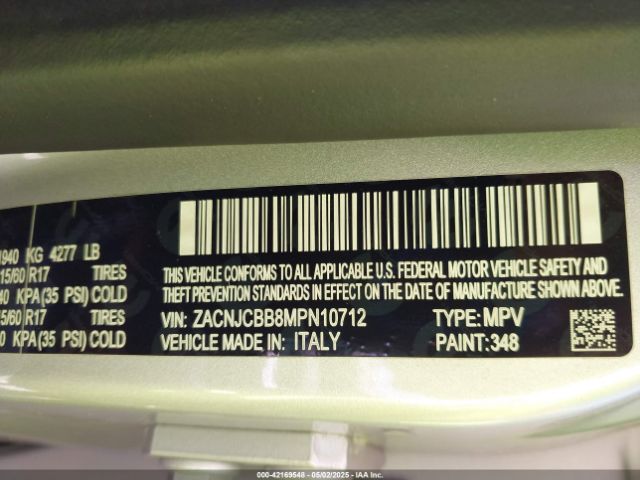 1940 KG 4277 LB
15/60 R17 TIRES
40 KPA(35 PSI) COLD
5/60 R17 TIRES
0 KPA(35 PSI) COLD
THIS VEHICLE CONFORMS TO ALL APPLICABLE U.S. FEDERAL MOTOR VEHICLE SAFETY AND
THEFT PREVENTION STANDARDS IN EFFECT ON THE DATE OF MANUFACTURE SHOWN ABOVE.
VIN: ZACNJCBB8MPN10712 TYPE:MPV
VEHICLE MADE IN: ITALY PAINT:348
000-42169548 - 05/02/2025 - IAA Inc.